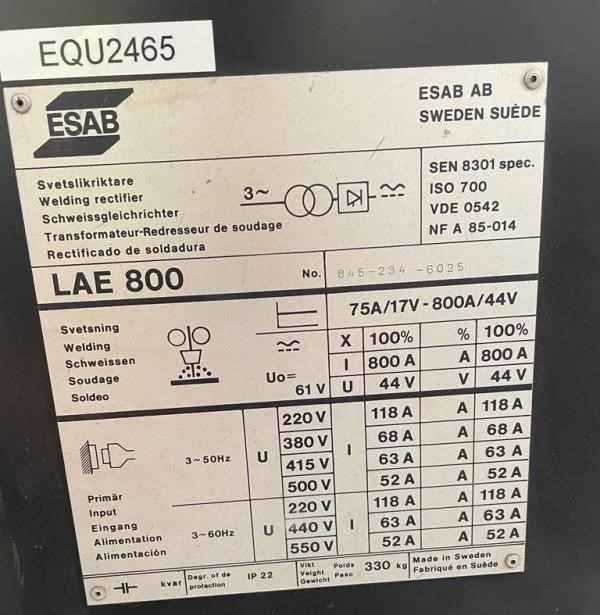 EQU2465
ESAB
ESAB AB
SWEDEN SUÈDE
Svetslikriktare
Welding rectifier
Schweissgleichrichter
Transformateur-Redresseur de soudage
Rectificado de soldadura
3~
SEN 8301 spec.
ISO 700
VDE 0542
NF A 85-014
LAE 800
No. 845-234-6025
Svetsning
Welding
Schweissen
Soudage
Soldeo
Uo=
61 V
75A/17V - 800A/44V
X 100% % 100%
I 800 A A 800 A
U 44 V V 44 V
Primär
Input
Eingang
Alimentation
Alimentación
3~50Hz U I
220 V 118 A A 118 A
380 V 68 A A 68 A
415 V 63 A A 63 A
500 V 52 A A 52 A
3~60Hz U I
220 V 118 A A 118 A
440 V 63 A A 63 A
550 V 52 A A 52 A
kvar
Degr. of de protection
IP 22
Vikt Poids
Veight Peso
Gewicht
330 kg
Made in Sweden
Fabriqué en Suède